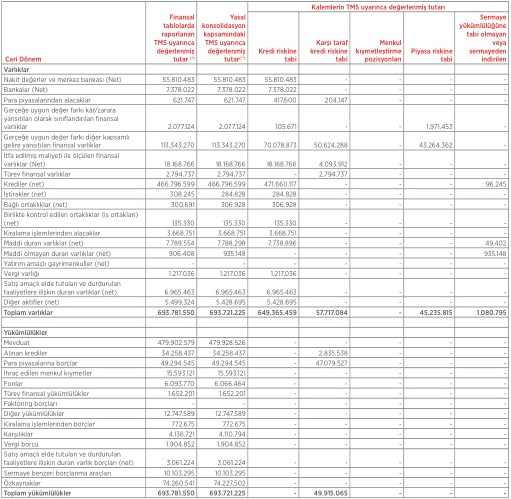 Kalemlerin TMS uyarınca değerlenmiş tutarı
Cari Dönem
Finansal tablolarda raporlanan TMS uyarınca değerlenmiş tutar (*)
Yasal konsolidasyon kapsamındaki TMS uyarınca değerlenmiş tutar(**)
Kredi riskine tabi
Karşı taraf kredi riskine tabi
Menkul kıymetleştirme pozisyonları
Piyasa riskine tabi
Sermaye yükümlülüğüne tabi olmayan veya sermayeden indirilen
Varlıklar
Nakit değerler ve merkez bankası (Net) 55.810.483 55.810.483 55.810.483 - - - -
Bankalar (Net) 7.378.022 7.378.022 7.378.022 - - - -
Para piyasalarından alacaklar 621.747 621.747 417.600 204.147 - - -
Gerçeğe uygun değer farkı kâr/zarara
yansıtılan olarak sınıflandırılan finansal
varlıklar 2.077.124 2.077.124 105.671 - - 1.971.453 -
Gerçeğe uygun değer farkı diğer kapsamlı
gelire yansıtılan finansal varlıklar 113.343.270 113.343.270 70.078.873 50.624.288 - 43.264.362 -
İtfa edilmiş maliyeti ile ölçülen finansal
varlıklar (Net) 18.168.766 18.168.766 18.168.766 4.093.912 - - -
Türev finansal varlıklar 2.794.737 2.794.737 - 2.794.737 - - -
Krediler (net) 466.796.599 466.796.599 471.660.117 - - - 96.245
İştirakler (net) 308.245 284.828 284.828 - - - -
Bağlı ortaklıklar (net) 300.691 306.928 306.928 - - - -
Birlikte kontrol edilen ortaklıklar (iş ortakları)
(net) 135.330 135.330 135.330 - - - -
Kiralama işlemlerinden alacaklar 3.668.751 3.668.751 3.668.751 - - - -
Maddi duran varlıklar (net) 7.789.554 7.788.298 7.738.896 - - - 49.402
Maddi olmayan duran varlıklar (net) 906.408 935.148 - - - - 935.148
Yatırım amaçlı gayrimenkuller (net) - - - - - - -
Vergi varlığı 1.217.036 1.217.036 1.217.036 - - - -
Satış amaçlı elde tutulan ve durdurulan
faaliyetlere ilişkin duran varlıklar (net) 6.965.463 6.965.463 6.965.463 - - - -
Diğer aktifler (net) 5.499.324 5.428.695 5.428.695 - - - -
Toplam varlıklar 693.781.550 693.721.225 649.365.459 57.717.084 - 45.235.815 1.080.795
Yükümlülükler
Mevduat 479.902.579 479.928.526 - - - - -
Alınan krediler 34.258.437 34.258.437 - 2.835.538 - - -
Para piyasalarına borçlar 49.294.545 49.294.545 - 47.079.527 - - -
İhraç edilen menkul kıymetler 15.593.121 15.593.121 - - - - -
Fonlar 6.093.770 6.066.464 - - - - -
Türev finansal yükümlülükler 1.652.201 1.652.201 - - - - -
Faktoring borçları - - - - - - -
Diğer yükümlülükler 12.747.589 12.747.589 - - - - -
Kiralama işlemlerinden borçlar 772.675 772.675 - - - - -
Karşılıklar 4.136.721 4.110.794 - - - - -
Vergi borcu 1.904.852 1.904.852 - - - - -
Satış amaçlı elde tutulan ve durdurulan
faaliyetlere ilişkin duran varlık borçları (net) 3.061.224 3.061.224 - - - - -
Sermaye benzeri borçlanma araçları 10.103.295 10.103.295 - - - - -
Özkaynaklar 74.260.541 74.227.502 - - - - -
Toplam yükümlülükler 693.781.550 693.721.225 - 49.915.065 - - -